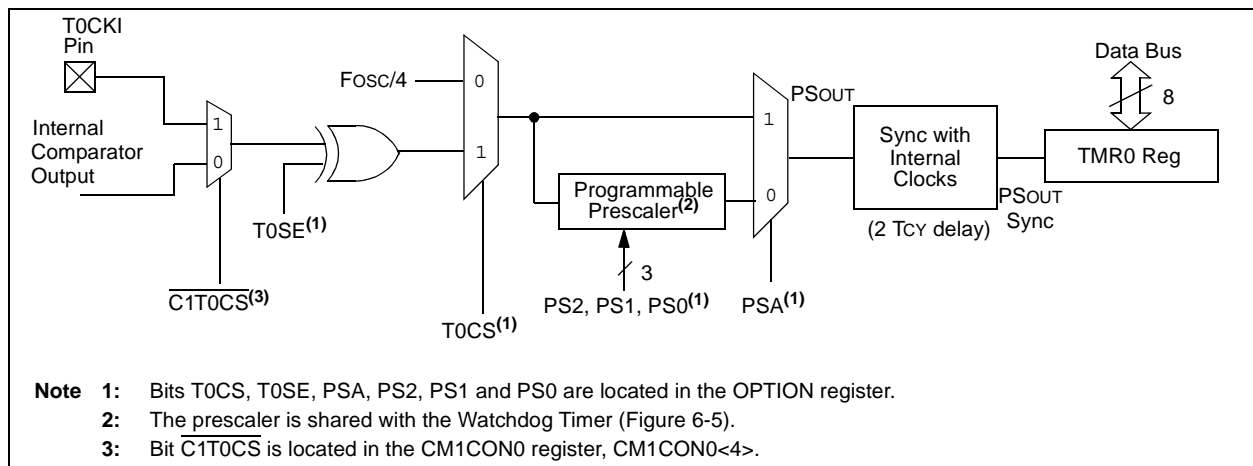 T0CKI
Pin
Internal
Comparator
Output
1
0
C1T0CS(3)
T0SE(1)
FOSC/4
0
1
T0CS(1)
Programmable
Prescaler(2)
3
PS2, PS1, PS0(1)
1
0
PSA(1)
PSOUT
Sync with
Internal
Clocks
(2 TCY delay)
PSOUT
Sync
Data Bus
8
TMR0 Reg
Note 1: Bits T0CS, T0SE, PSA, PS2, PS1 and PS0 are located in the OPTION register.
2: The prescaler is shared with the Watchdog Timer (Figure 6-5).
3: Bit C1T0CS is located in the CM1CON0 register, CM1CON0<4>.